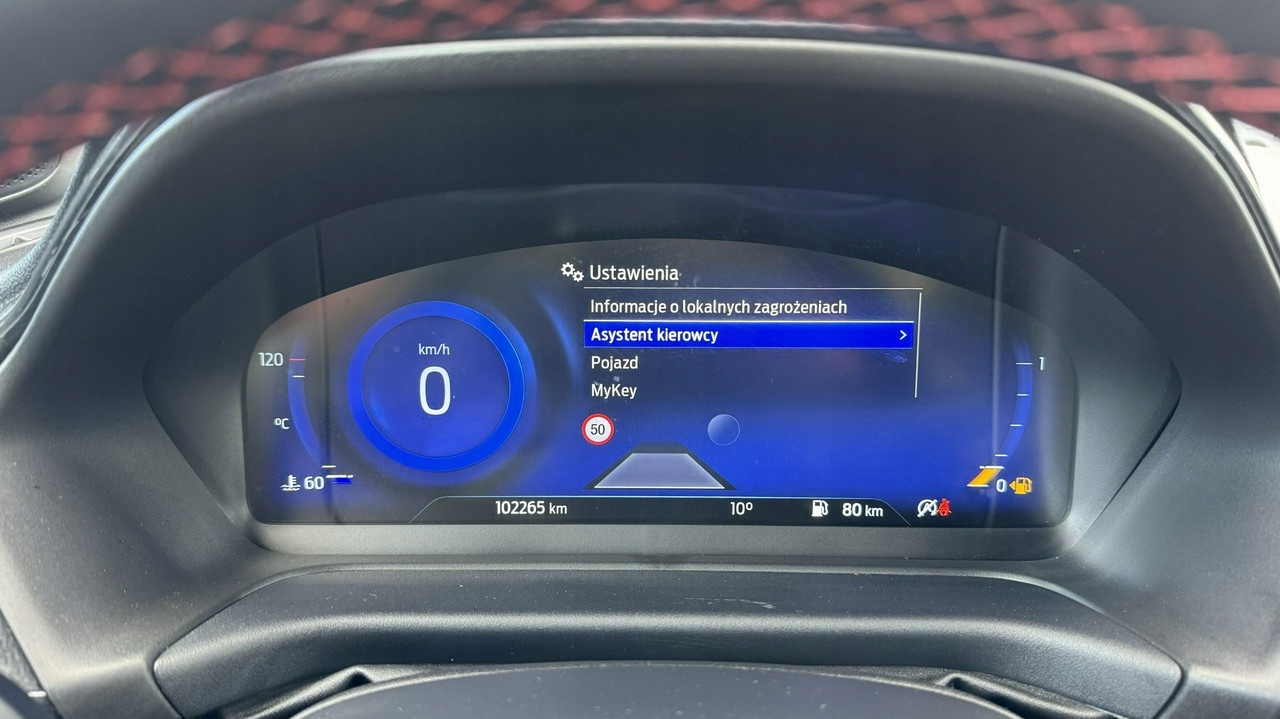 Ustawienia
Informacje o lokalnych zagrożeniach
Asystent kierowcy >
Pojazd
MyKey
120
km/h
0
1
50
°C
60
0
102265 km
10°
80 km